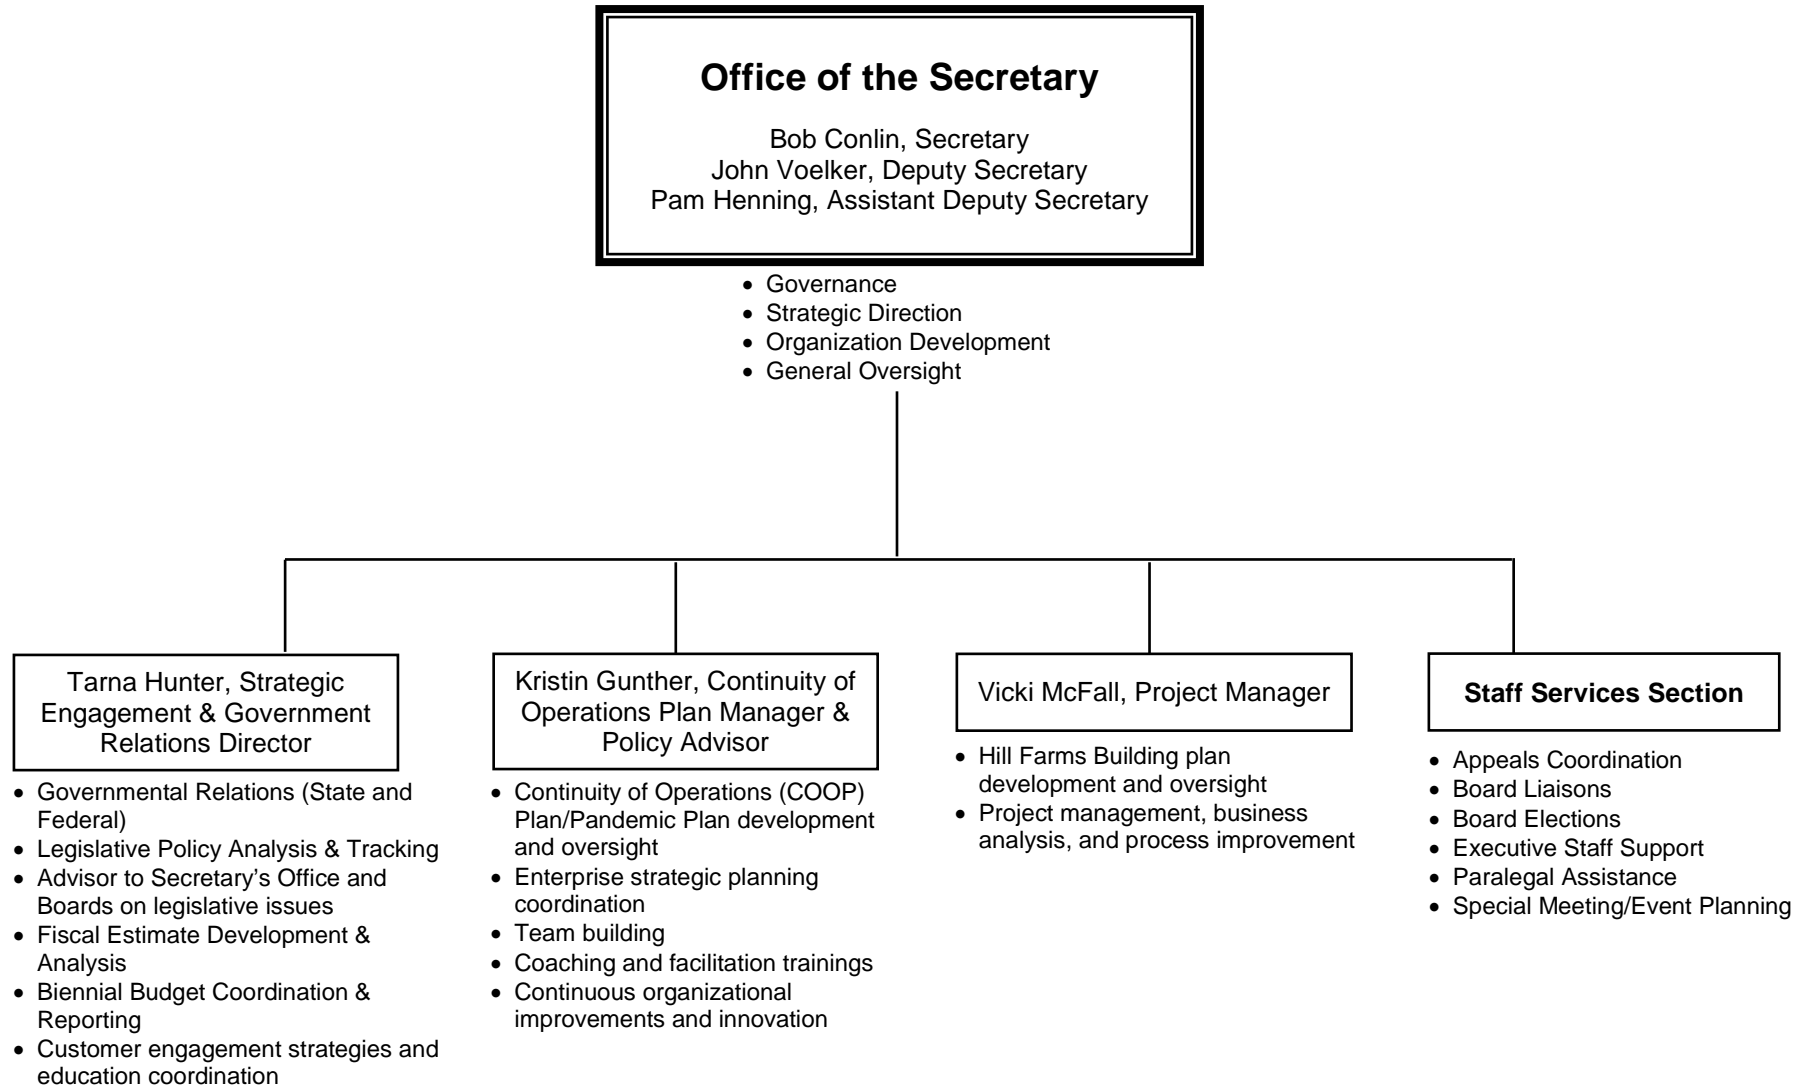 Office of the Secretary
Bob Conlin, Secretary
John Voelker, Deputy Secretary
Pam Henning, Assistant Deputy Secretary
• Governance
• Strategic Direction
• Organization Development
• General Oversight
Tarna Hunter, Strategic
Engagement & Government
Relations Director
• Governmental Relations (State and
Federal)
• Legislative Policy Analysis & Tracking
• Advisor to Secretary’s Office and
Boards on legislative issues
• Fiscal Estimate Development &
Analysis
• Biennial Budget Coordination &
Reporting
• Customer engagement strategies and
education coordination
Kristin Gunther, Continuity of
Operations Plan Manager &
Policy Advisor
• Continuity of Operations (COOP)
Plan/Pandemic Plan development
and oversight
• Enterprise strategic planning
coordination
• Team building
• Coaching and facilitation trainings
• Continuous organizational
improvements and innovation
Vicki McFall, Project Manager
• Hill Farms Building plan
development and oversight
• Project management, business
analysis, and process improvement
Staff Services Section
• Appeals Coordination
• Board Liaisons
• Board Elections
• Executive Staff Support
• Paralegal Assistance
• Special Meeting/Event Planning